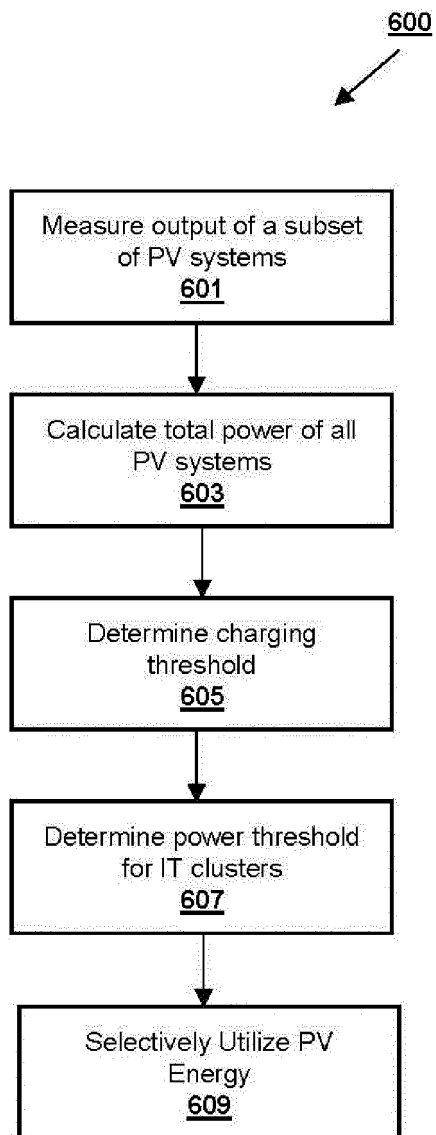 600
Measure output of a subset
of PV systems
601
Calculate total power of all
PV systems
603
Determine charging
threshold
605
Determine power threshold
for IT clusters
607
Selectively Utilize PV
Energy
609